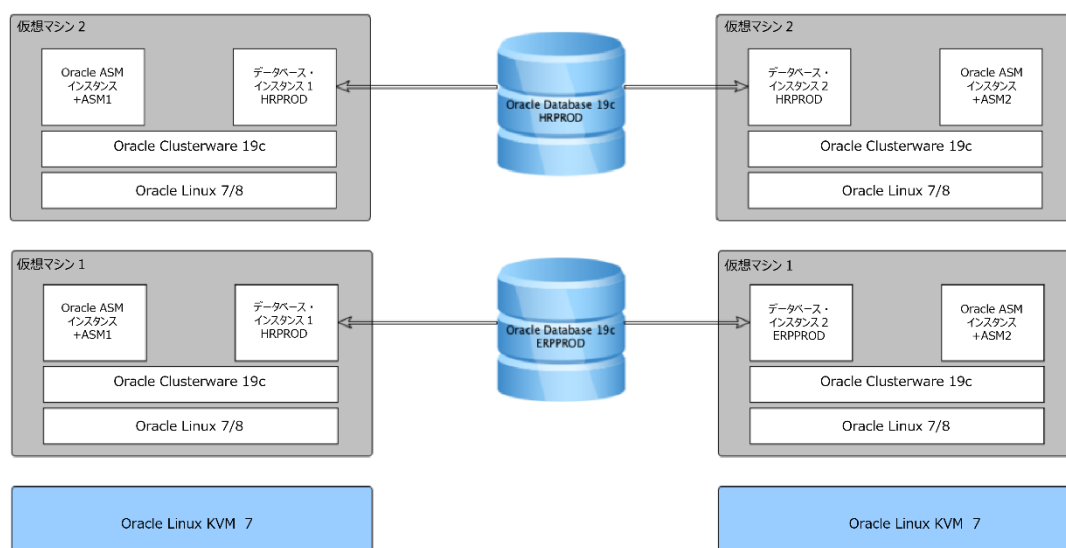 仮想マシン 2
Oracle ASM
インスタンス
+ASM1
データベース・
インスタンス 1
HRPROD
Oracle Clusterware 19c
Oracle Linux 7/8
Oracle Database 19c
HRPROD
仮想マシン 2
データベース・
インスタンス 2
HRPROD
Oracle ASM
インスタンス
+ASM2
Oracle Clusterware 19c
Oracle Linux 7/8
仮想マシン 1
Oracle ASM
インスタンス
+ASM1
データベース・
インスタンス 1
HRPROD
Oracle Clusterware 19c
Oracle Linux 7/8
Oracle Database 19c
ERPPROD
仮想マシン 1
データベース・
インスタンス 2
ERPPROD
Oracle ASM
インスタンス
+ASM2
Oracle Clusterware 19c
Oracle Linux 7/8
Oracle Linux KVM 7
Oracle Linux KVM 7